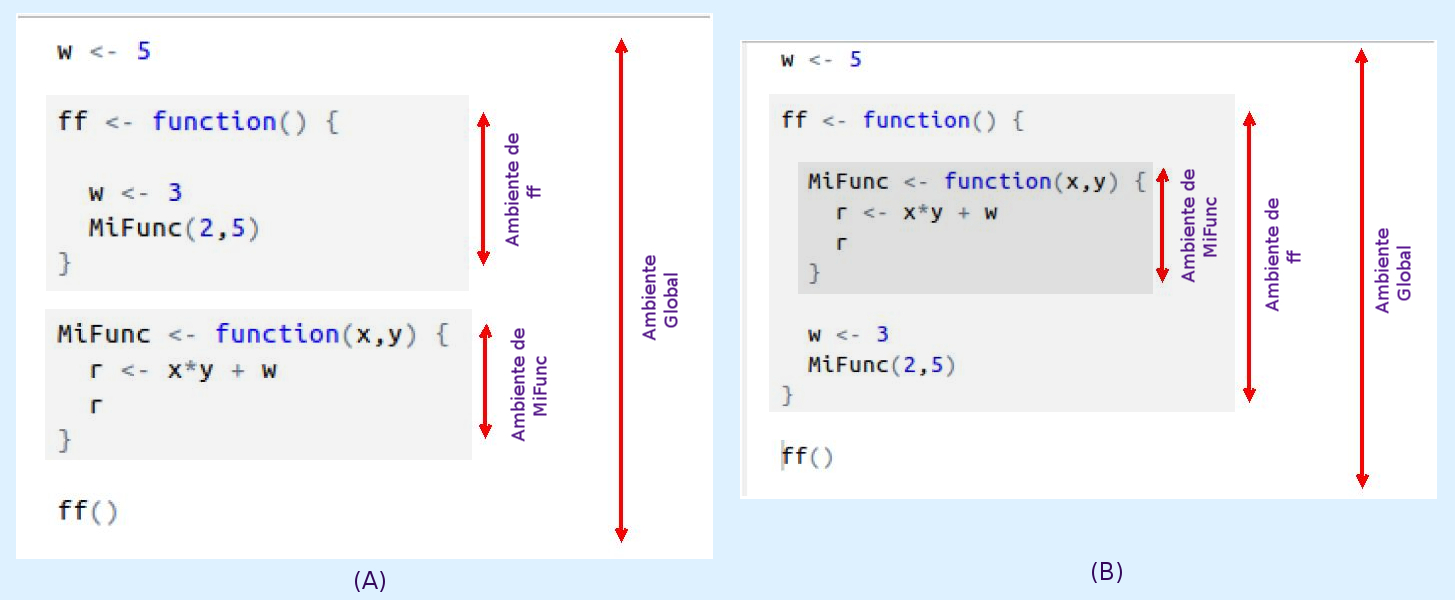 w <- 5
ff <- function() {
w <- 3
MiFunc(2,5)
}
Ambiente de
ff
MiFunc <- function(x,y) {
r <- x*y + w
r
}
Ambiente de
MiFunc
ff()
Ambiente
Global
(A)
w <- 5
ff <- function() {
MiFunc <- function(x,y) {
r <- x*y + w
r
}
Ambiente de
MiFunc
w <- 3
MiFunc(2,5)
}
Ambiente de
ff
ff()
Ambiente
Global
(B)